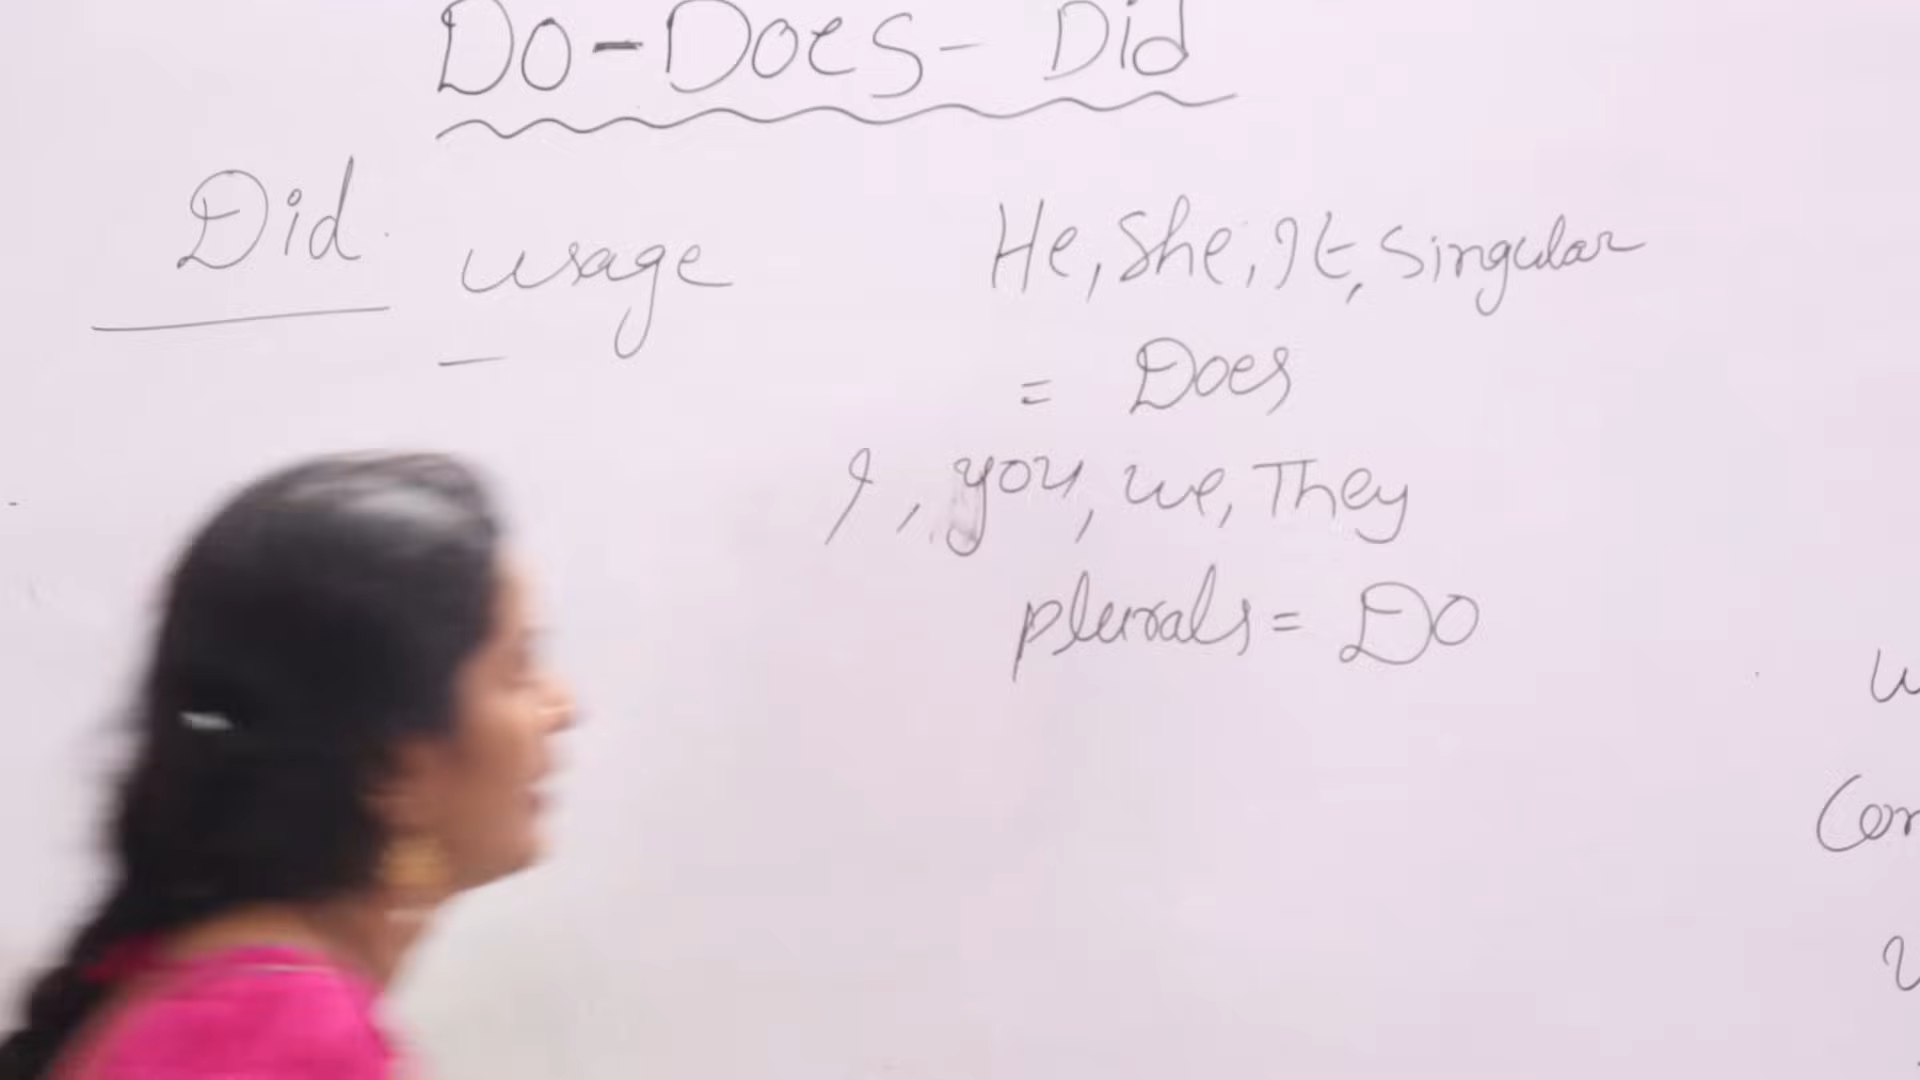 Do-Does-Did
Did usage
He, She, It, Singular
= Does
I, you, we, They
plurals = Do